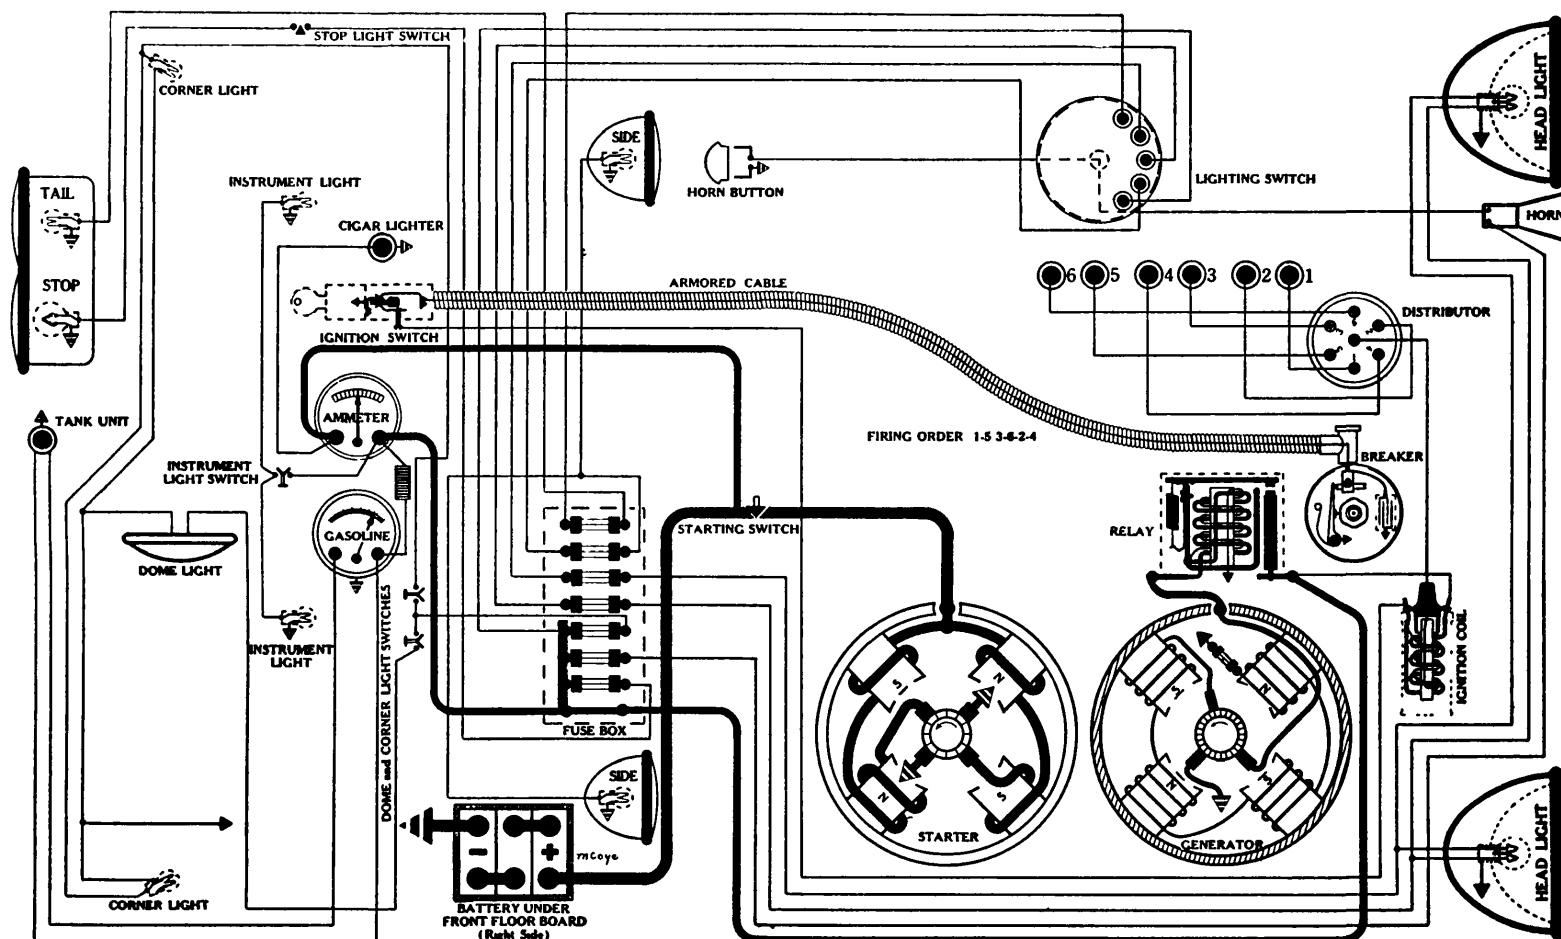 STOP LIGHT SWITCH
CORNER LIGHT
HEAD LIGHT
SIDE
HORN BUTTON
LIGHTING SWITCH
INSTRUMENT LIGHT
TAIL
HORN
CIGAR LIGHTER
STOP
ARMORED CABLE
6 5 4 3 2 1
DISTRIBUTOR
IGNITION SWITCH
AMMETER
TANK UNIT
FIRING ORDER 1-5 3-6-2-4
BREAKER
INSTRUMENT
LIGHT SWITCH
GASOLINE
STARTING SWITCH
RELAY
DOME LIGHT
DOME and CORNER LIGHT SWITCHES
INSTRUMENT
LIGHT
IGNITION COIL
S N
N S
S N
N S
FUSE BOX
SIDE
STARTER
GENERATOR
HEAD LIGHT
- +
mcoye
CORNER LIGHT
BATTERY UNDER
FRONT FLOOR BOARD
(Right Side)